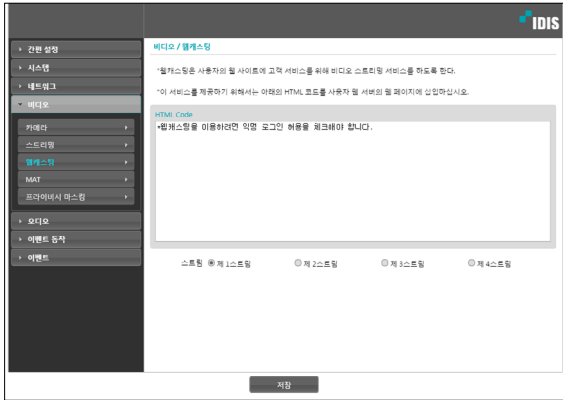 IDIS
간편 설정
시스템
네트워크
비디오
카메라
스트리밍
웹캐스팅
MAT
프라이버시 마스킹
오디오
이벤트 동작
이벤트
비디오 / 웹캐스팅
*웹캐스팅은 사용자의 웹 사이트에 고객 서비스를 위해 비디오 스트리밍 서비스를 하도록 한다.
*이 서비스를 제공하기 위해서는 아래의 HTML 코드를 사용자 웹 서버의 웹 페이지에 삽입하십시오.
HTML Code
*웹캐스팅을 이용하려면 익명 로그인 허용을 체크해야 합니다.
스트림 제 1스트림 제 2스트림 제 3스트림 제 4스트림
저장